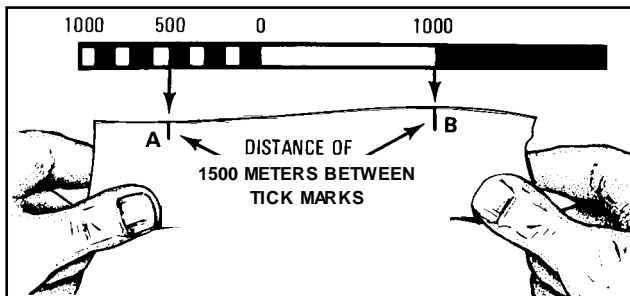 1000 500 0 1000
A B
DISTANCE OF
1500 METERS BETWEEN
TICK MARKS